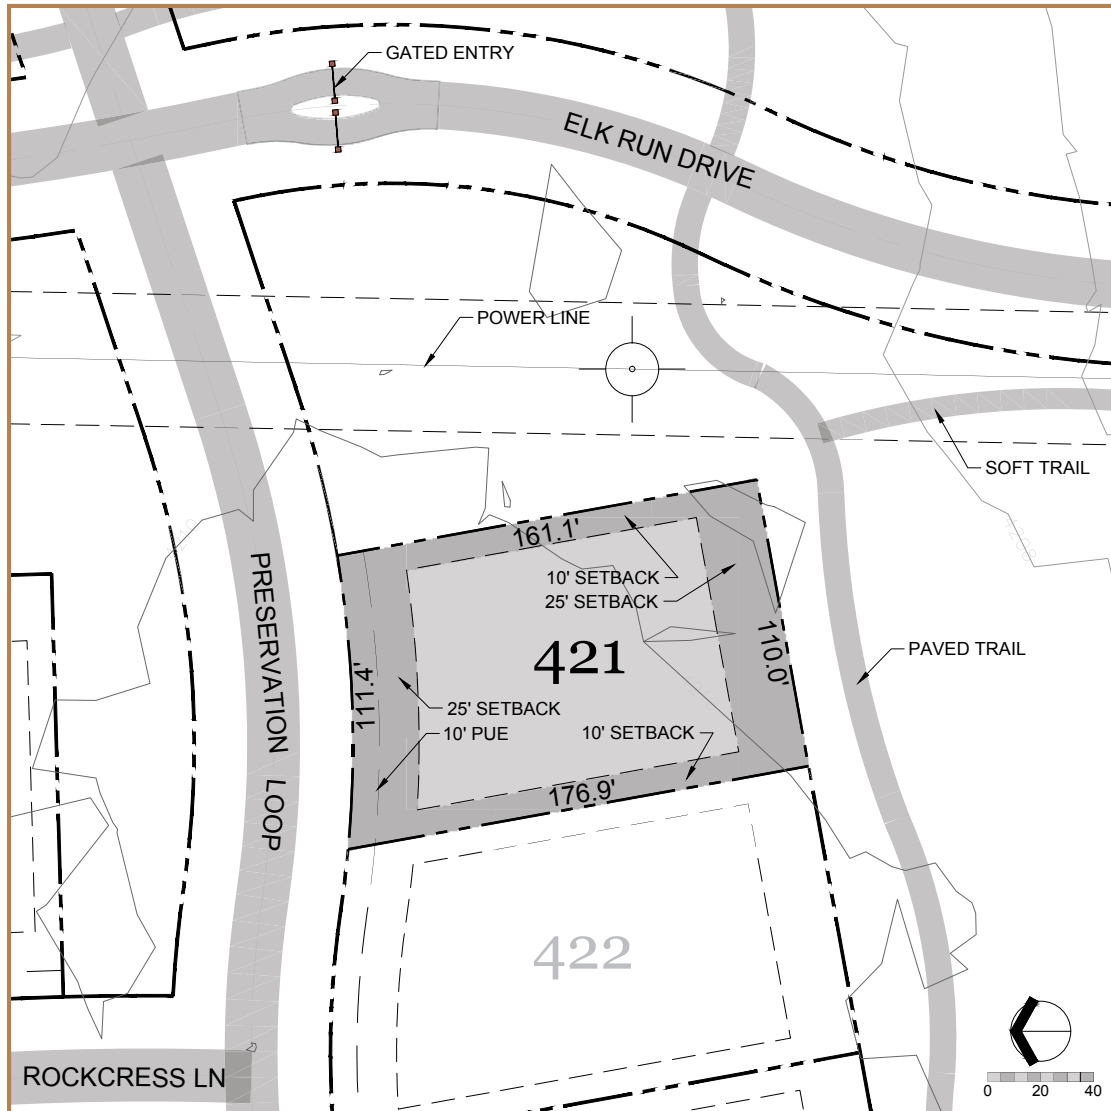 GATED ENTRY
ELK RUN DRIVE
POWER LINE
SOFT TRAIL
161.1'
10' SETBACK
25' SETBACK
PRESERVATION LOOP
421
110.0'
PAVED TRAIL
111.4'
25' SETBACK
10' PUE
10' SETBACK
176.9'
422
ROCKCRESS LN
0 20 40